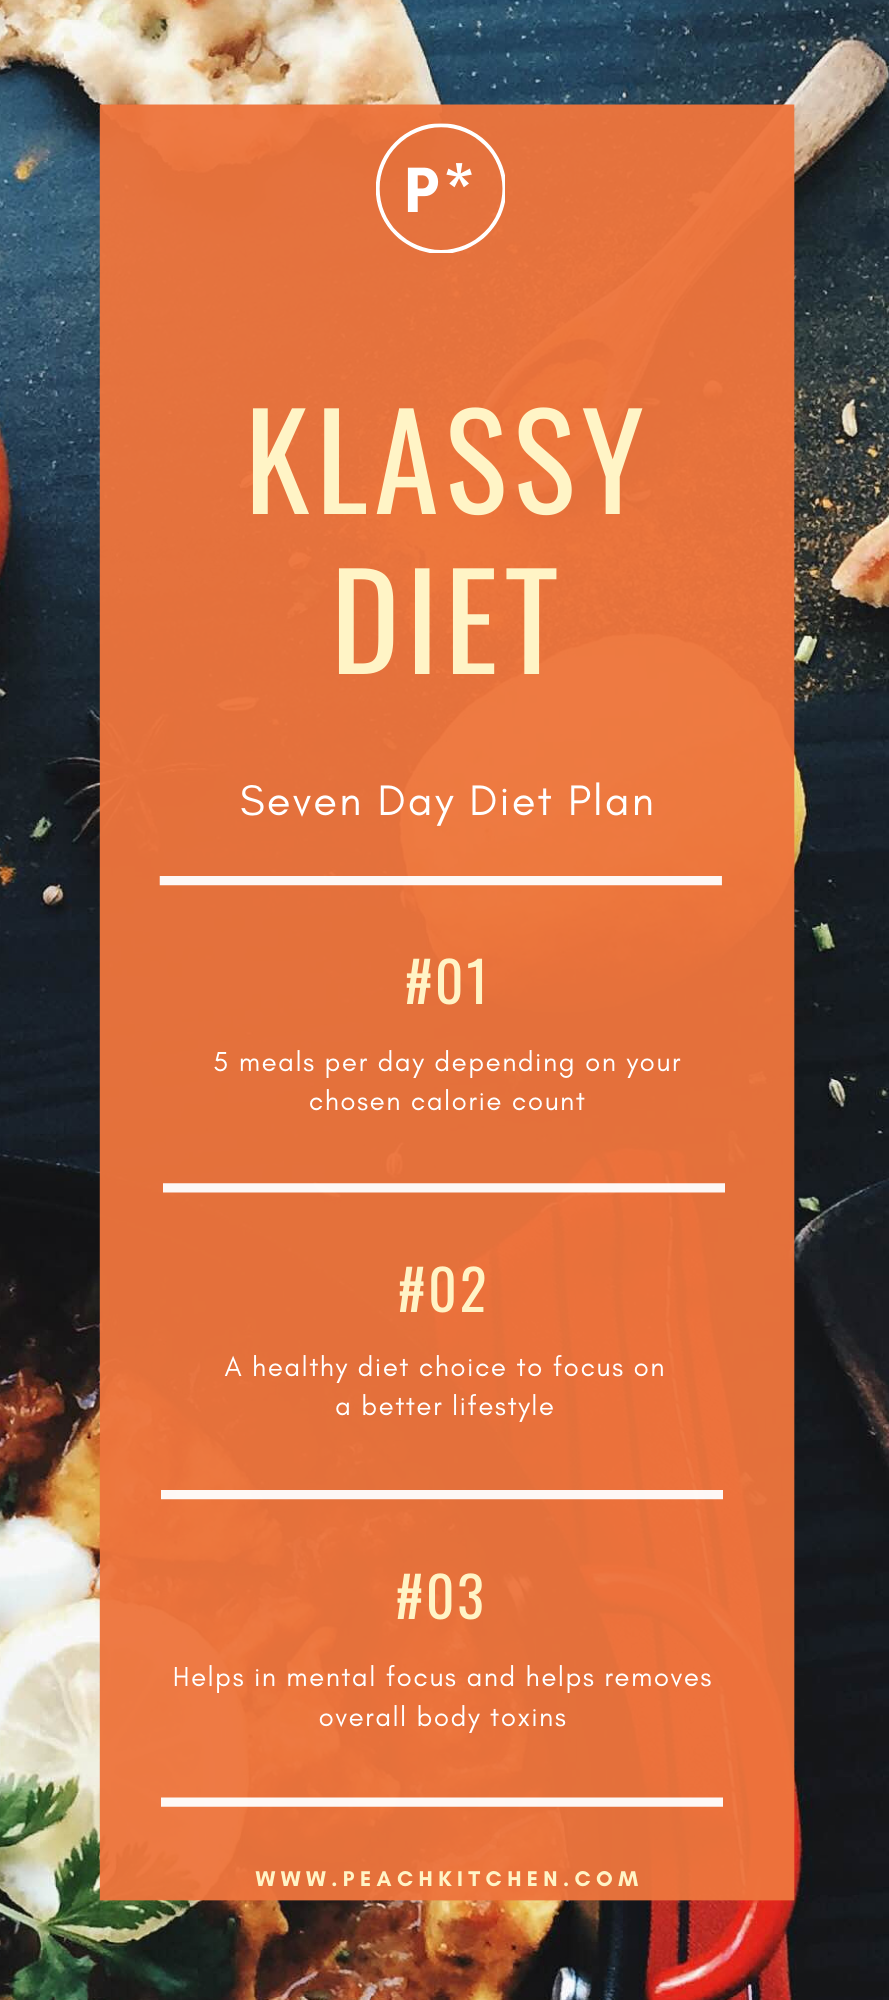 P*
KLASSY
DIET
Seven Day Diet Plan
#01
5 meals per day depending on your
chosen calorie count
#02
A healthy diet choice to focus on
a better lifestyle
#03
Helps in mental focus and helps removes
overall body toxins
WWW.PEACHKITCHEN.COM